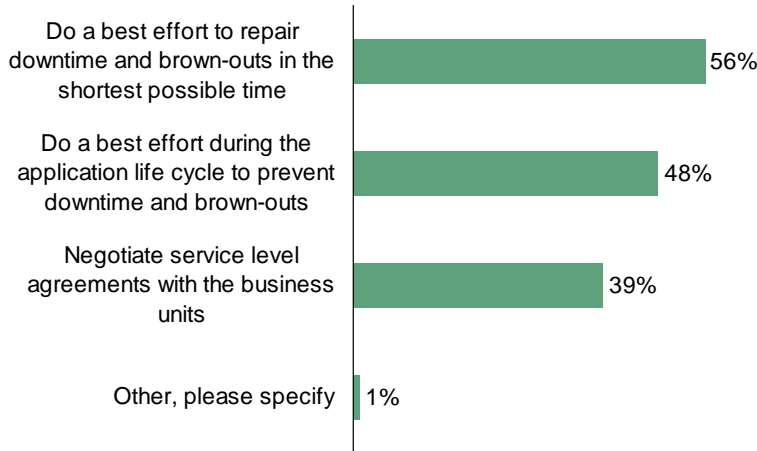 Do a best effort to repair
downtime and brown-outs in the
shortest possible time
56%
Do a best effort during the
application life cycle to prevent
downtime and brown-outs
48%
Negotiate service level
agreements with the business
units
39%
Other, please specify
1%